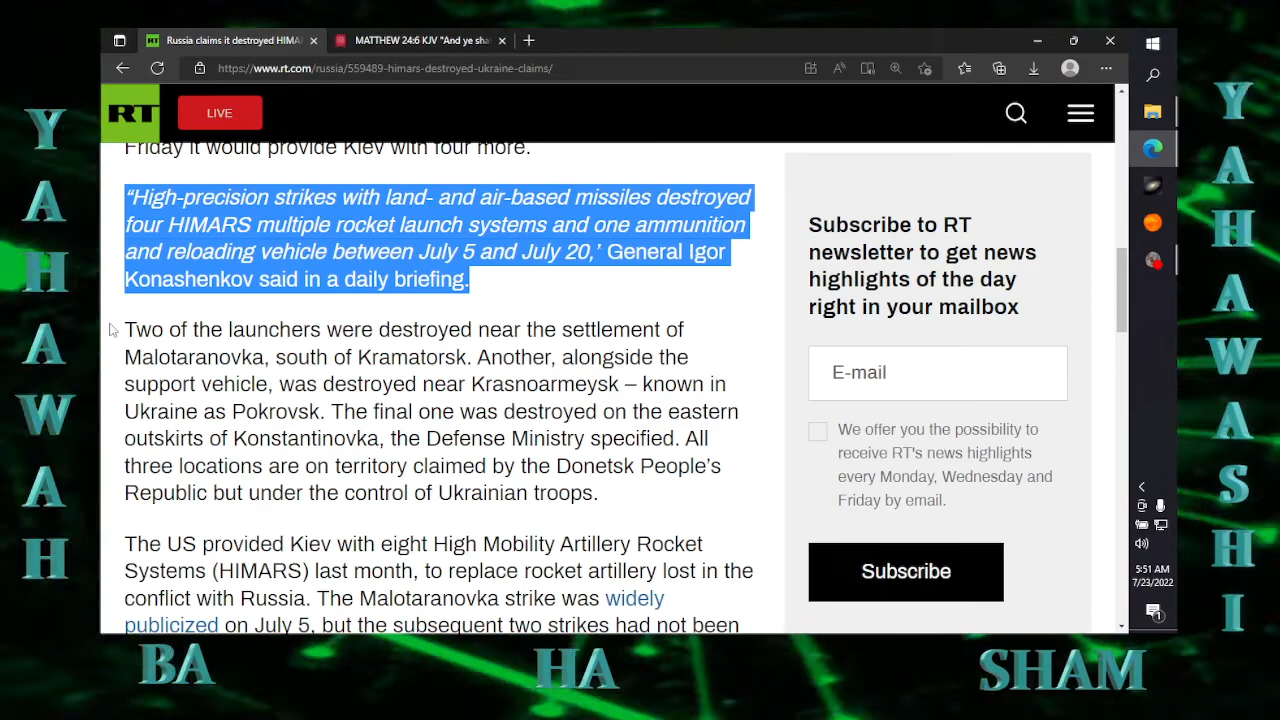 Russia claims it destroyed HIMA
MATTHEW 24:6 KJV "And ye sha
https://www.rt.com/russia/559489-himars-destroyed-ukraine-claims/
RT
LIVE
Friday it would provide Kiev with four more.
“High-precision strikes with land- and air-based missiles destroyed
four HIMARS multiple rocket launch systems and one ammunition
and reloading vehicle between July 5 and July 20,’ General Igor
Konashenkov said in a daily briefing.
Two of the launchers were destroyed near the settlement of
Malotaranovka, south of Kramatorsk. Another, alongside the
support vehicle, was destroyed near Krasnoarmeysk – known in
Ukraine as Pokrovsk. The final one was destroyed on the eastern
outskirts of Konstantinovka, the Defense Ministry specified. All
three locations are on territory claimed by the Donetsk People’s
Republic but under the control of Ukrainian troops.
The US provided Kiev with eight High Mobility Artillery Rocket
Systems (HIMARS) last month, to replace rocket artillery lost in the
conflict with Russia. The Malotaranovka strike was widely
publicized on July 5, but the subsequent two strikes had not been
Subscribe to RT
newsletter to get news
highlights of the day
right in your mailbox
E-mail
We offer you the possibility to
receive RT's news highlights
every Monday, Wednesday and
Friday by email.
Subscribe
5:51 AM
7/23/2022
1
YAHAWAH
YAHAWASHI
BA HA SHAM